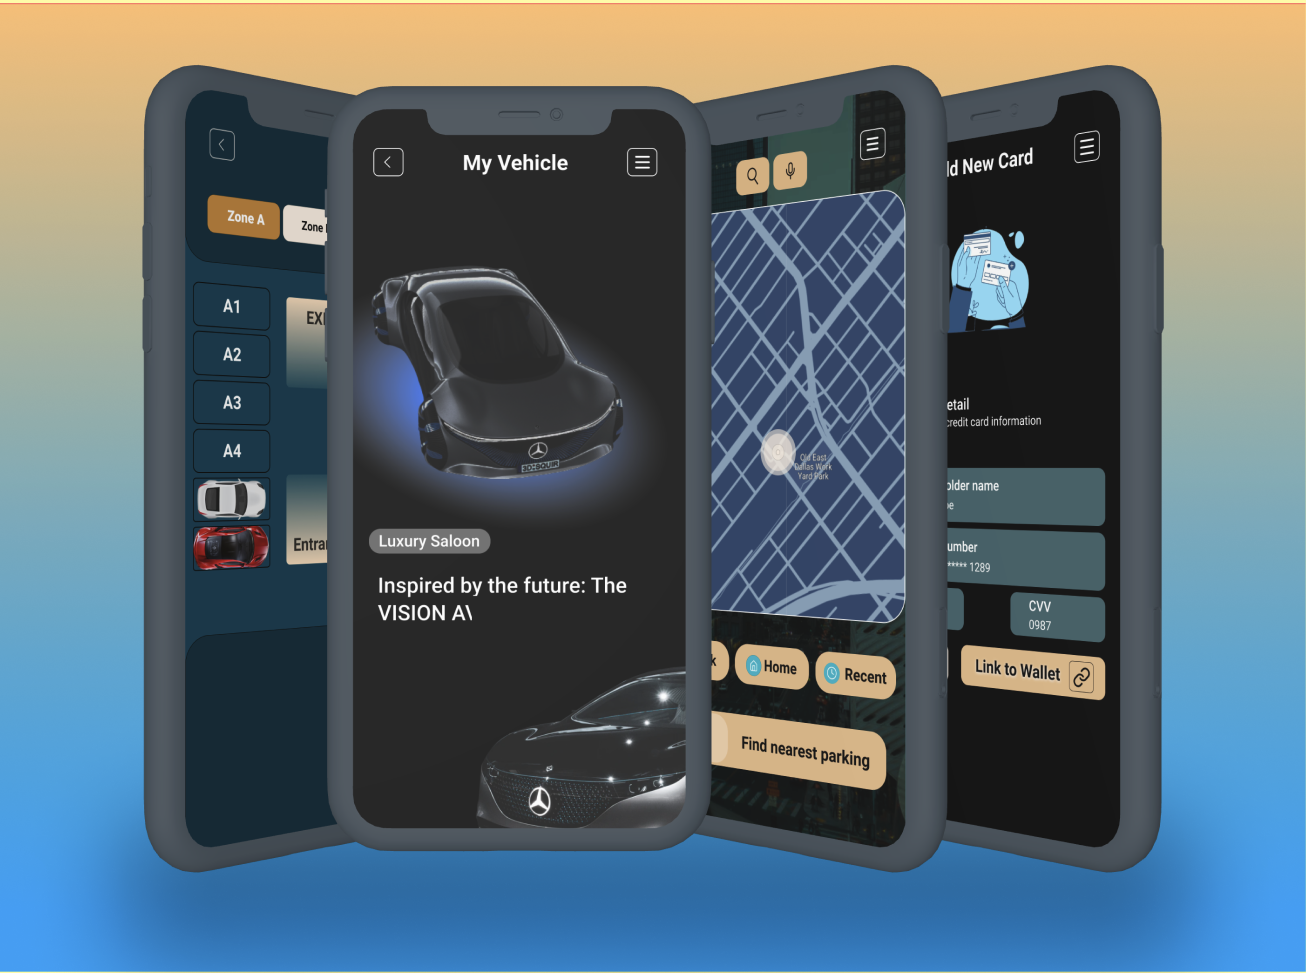 Zone A
Zone
A1
A2
A3
A4
My Vehicle
Luxury Saloon
Inspired by the future: The
VISION A\
Old East
Dallas Work
Yard Park
k
Home
Recent
Find nearest parking
ld New Card
etail
credit card information
older name
umber
**** 1289
CVV
0987
Link to Wallet